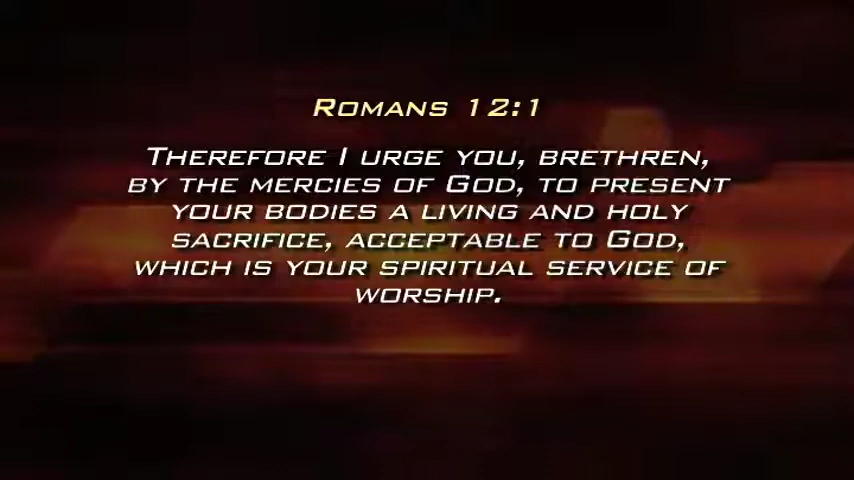 Romans 12:1
Therefore I urge you, brethren,
by the mercies of God, to present
your bodies a living and holy
sacrifice, acceptable to God,
which is your spiritual service of
worship.